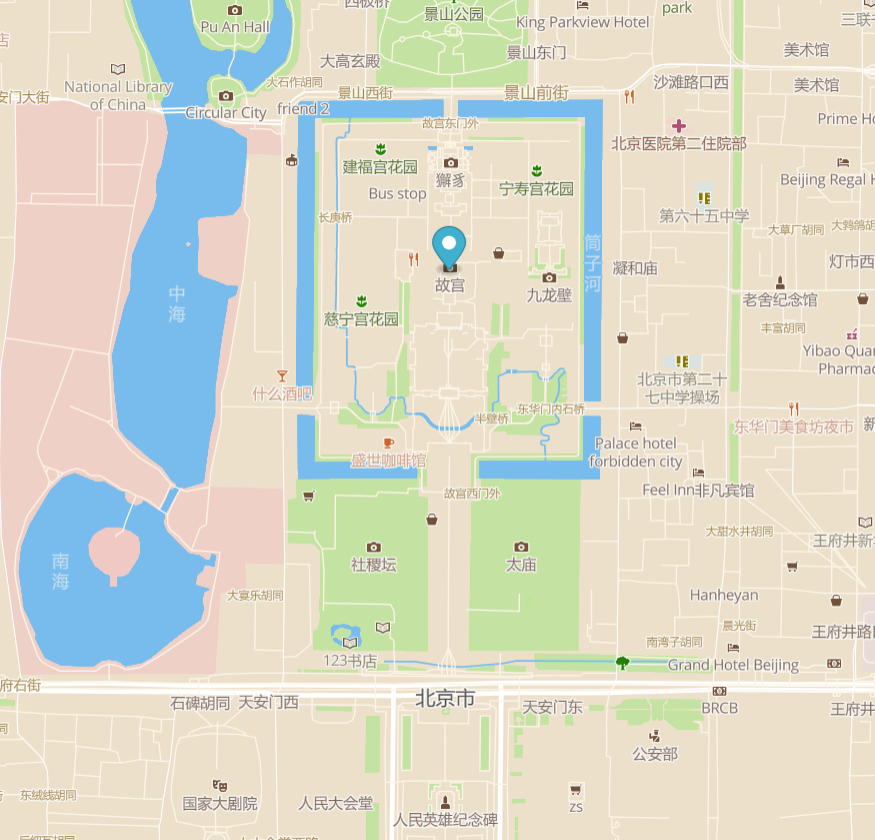 西板桥
景山公园
King Parkview Hotel
park
三联
Pu An Hall
店
大高玄殿
景山东门
美术馆
National Library
of China
大石作胡同
沙滩路口西
美术馆
安门大街
景山西街
景山前街
Circular City
friend 2
故宫东门外
Prime Ho
北京医院第二住院部
建福宫花园
獬豸
宁寿宫花园
Beijing Regal H
Bus stop
长庚桥
第六十五中学
大草厂胡同
大鹁鸽胡
筒子河
凝和庙
灯市西
中海
故宫
九龙壁
老舍纪念馆
慈宁宫花园
丰富胡同
Yibao Quan
Pharmac
北京市第二十
七中学操场
什么酒吧
半壁桥
东华门内石桥
东华门美食坊夜市
新
Palace hotel
forbidden city
盛世咖啡馆
Feel Inn非凡宾馆
故宫西门外
大甜水井胡同
王府井新
社稷坛
太庙
南海
大宴乐胡同
Hanheyan
晨光街
王府井路
南湾子胡同
123书店
Grand Hotel Beijing
府右街
石碑胡同
天安门西
北京市
天安门东
BRCB
王府井
同
公安部
东绒线胡同
国家大剧院
人民大会堂
人民英雄纪念碑
zs